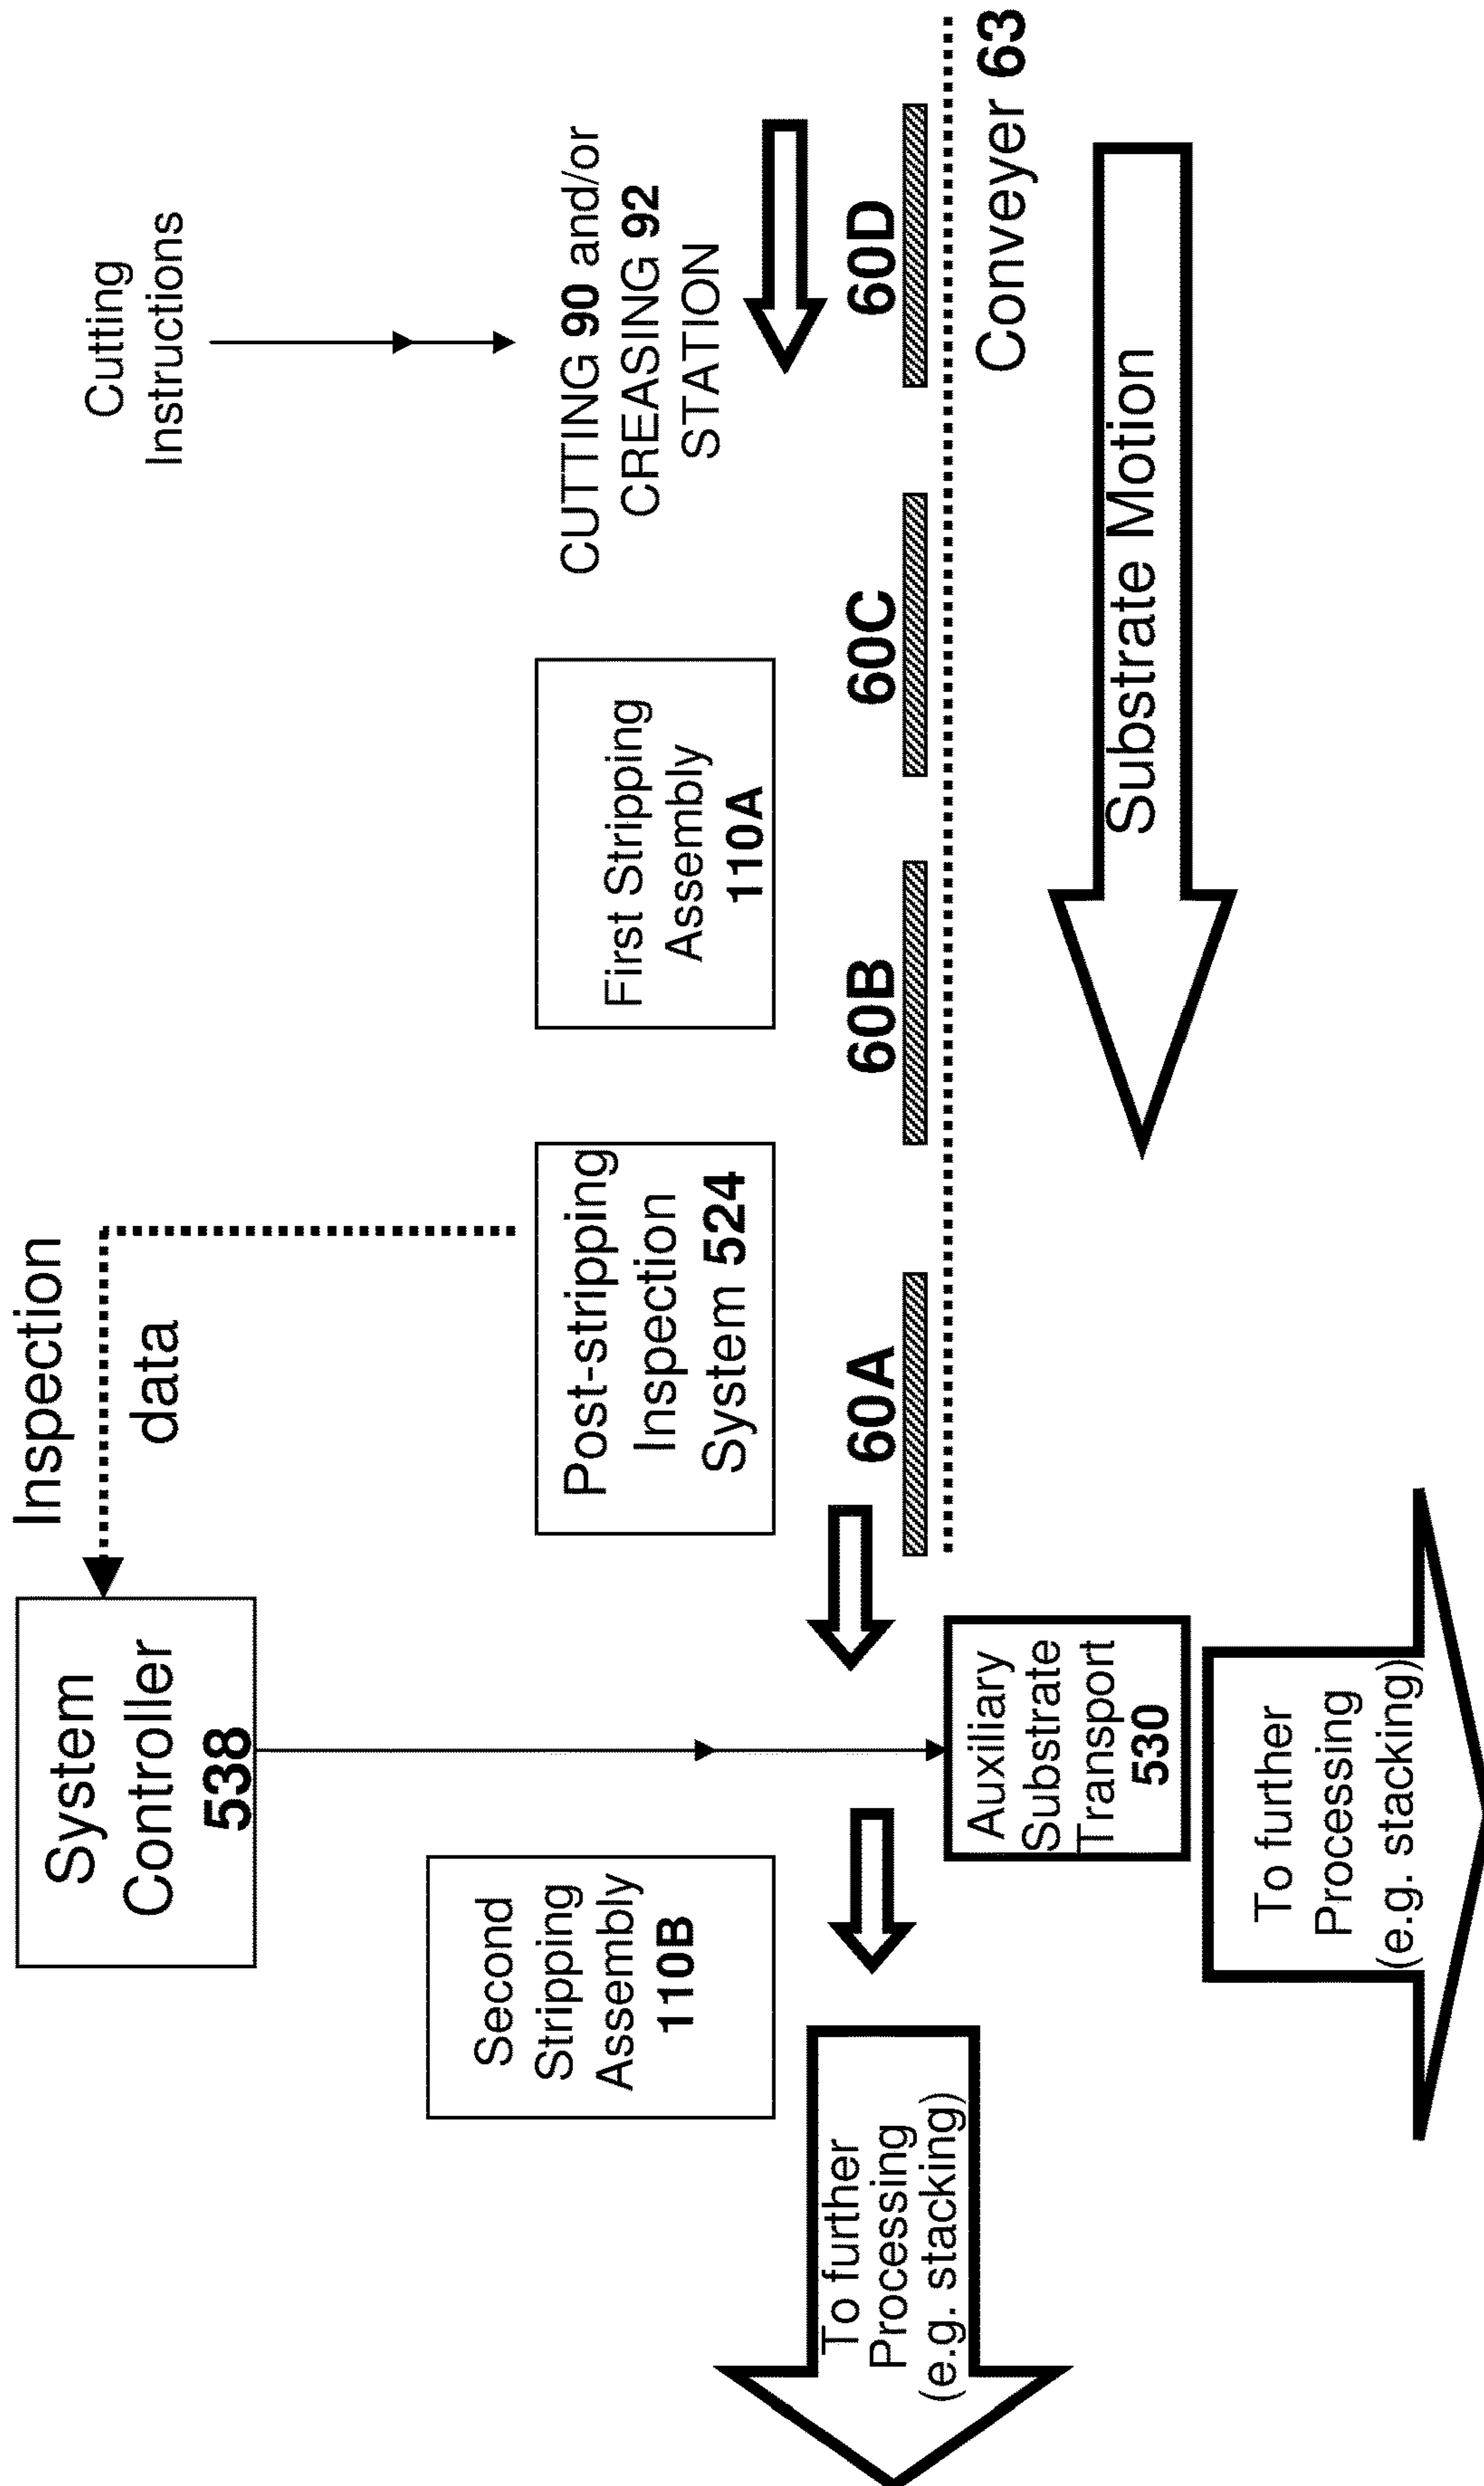 System
Controller
538
Inspection
data
Cutting
Instructions
Second
Stripping
Assembly
110B
Post-stripping
Inspection
System 524
First Stripping
Assembly
110A
CUTTING 90 and/or
CREASING 92
STATION
60A
60B
60C
60D
To further
Processing
(e.g. stacking)
Auxiliary
Substrate
Transport
530
Conveyer 63
Substrate Motion
To further
Processing
(e.g. stacking)